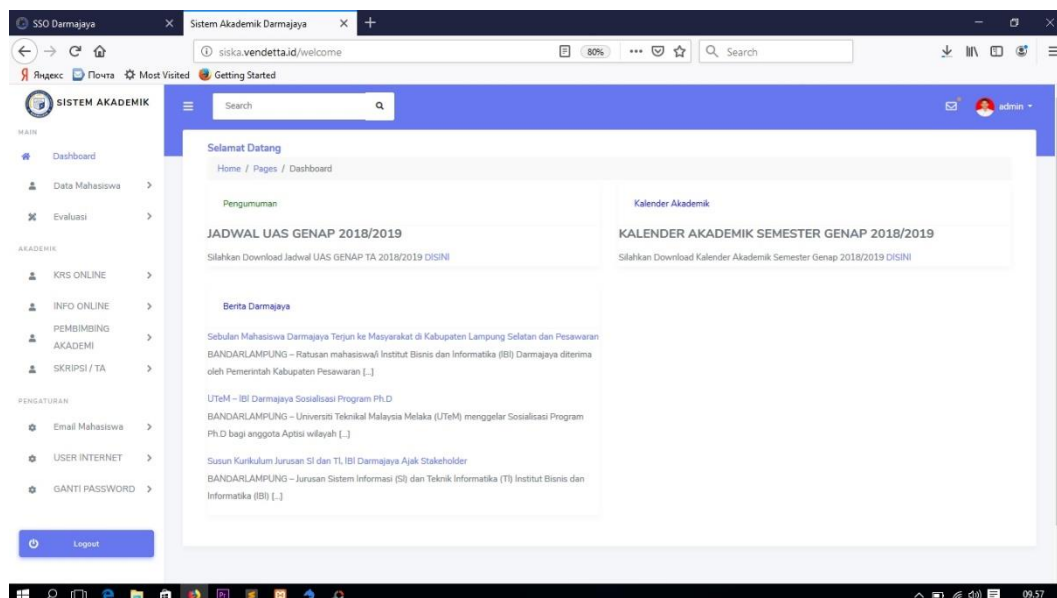 SSO Darmajaya
Sistem Akademik Darmajaya
siska.vendetta.id/welcome
80%
Search
Яндекс Почта Most Visited Getting Started
SISTEM AKADEMIK
Search
admin
MAIN
Dashboard
Data Mahasiswa
Evaluasi
AKADEMIK
KRS ONLINE
INFO ONLINE
PEMBIMBING
AKADEMI
SKRIPSI / TA
PENGATURAN
Email Mahasiswa
USER INTERNET
GANTI PASSWORD
Logout
Selamat Datang
Home / Pages / Dashboard
Pengumuman
JADWAL UAS GENAP 2018/2019
Silahkan Download Jadwal UAS GENAP TA 2018/2019 DISINI
Kalender Akademik
KALENDER AKADEMIK SEMESTER GENAP 2018/2019
Silahkan Download Kalender Akademik Semester Genap 2018/2019 DISINI
Berita Darmajaya
Sebulan Mahasiswa Darmajaya Terjun ke Masyarakat di Kabupaten Lampung Selatan dan Pesawaran
BANDARLAMPUNG – Ratusan mahasiswa/i Institut Bisnis dan Informatika (IBI) Darmajaya diterima
oleh Pemerintah Kabupaten Pesawaran [...]
UTeM – IBI Darmajaya Sosialisasi Program Ph.D
BANDARLAMPUNG – Universiti Teknikal Malaysia Melaka (UTeM) menggelar Sosialisasi Program
Ph.D bagi anggota Aptisi wilayah [...]
Susun Kurikulum Jurusan SI dan TI, IBI Darmajaya Ajak Stakeholder
BANDARLAMPUNG – Jurusan Sistem Informasi (SI) dan Teknik Informatika (TI) Institut Bisnis dan
Informatika (IBI) [...]
09.57